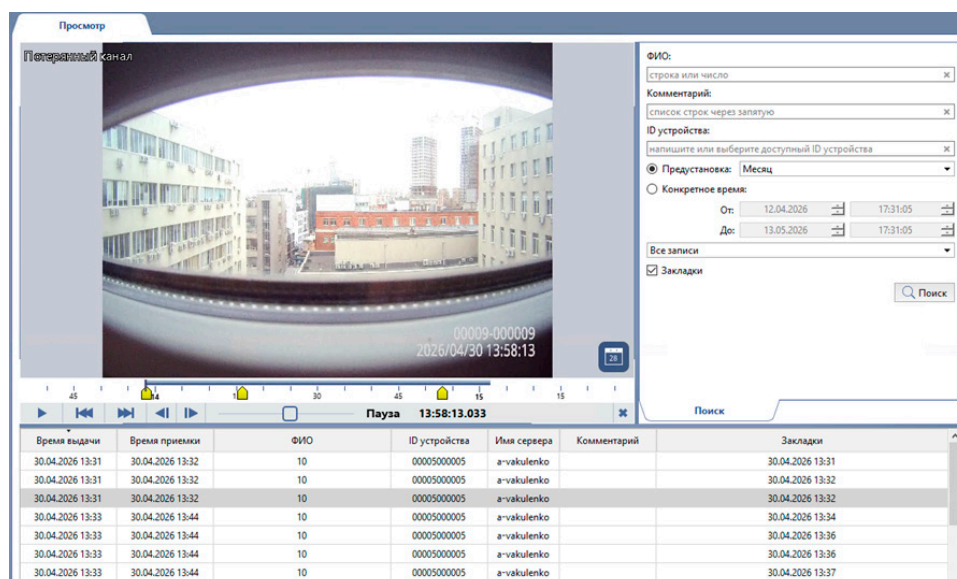 Просмотр
Потерянный канал
00009-000009
2026/04/30 13:58:13
28
45 14 15 30 45 15 15
Пауза 13:58:13.033
ФИО:
строка или число
Комментарий:
список строк через запятую
ID устройства:
напишите или выберите доступный ID устройства
Предустановка: Месяц
Конкретное время:
От: 12.04.2026 17:31:05
До: 13.05.2026 17:31:05
Все записи
Закладки
Поиск
Поиск
Время выдачи Время приемки ФИО ID устройства Имя сервера Комментарий Закладки
30.04.2026 13:31 30.04.2026 13:32 10 00005000005 a-vakulenko 30.04.2026 13:31
30.04.2026 13:31 30.04.2026 13:32 10 00005000005 a-vakulenko 30.04.2026 13:32
30.04.2026 13:31 30.04.2026 13:32 10 00005000005 a-vakulenko 30.04.2026 13:32
30.04.2026 13:33 30.04.2026 13:44 10 00005000005 a-vakulenko 30.04.2026 13:34
30.04.2026 13:33 30.04.2026 13:44 10 00005000005 a-vakulenko 30.04.2026 13:36
30.04.2026 13:33 30.04.2026 13:44 10 00005000005 a-vakulenko 30.04.2026 13:36
30.04.2026 13:33 30.04.2026 13:44 10 00005000005 a-vakulenko 30.04.2026 13:37